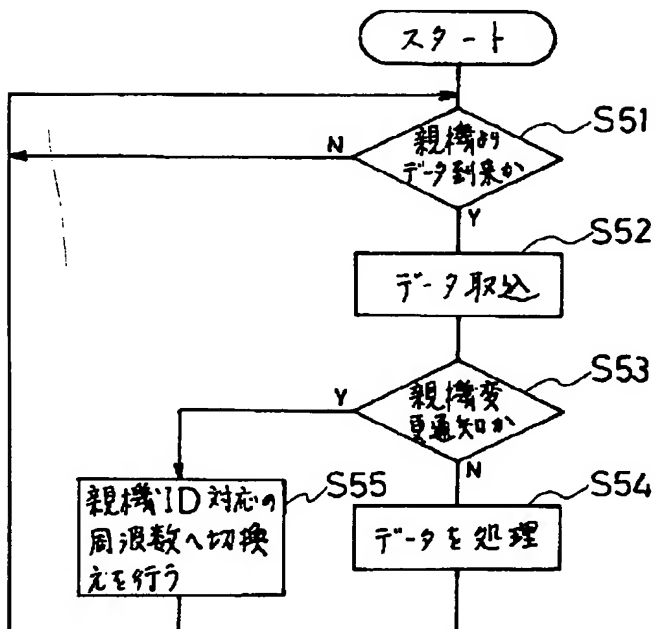 スタート
S51
N
親機より
データ到来か
Y
S52
データ取込
S53
Y
親機変
更通知か
N
S55
親機ID対応の
周波数へ切換
えを行う
S54
データを処理